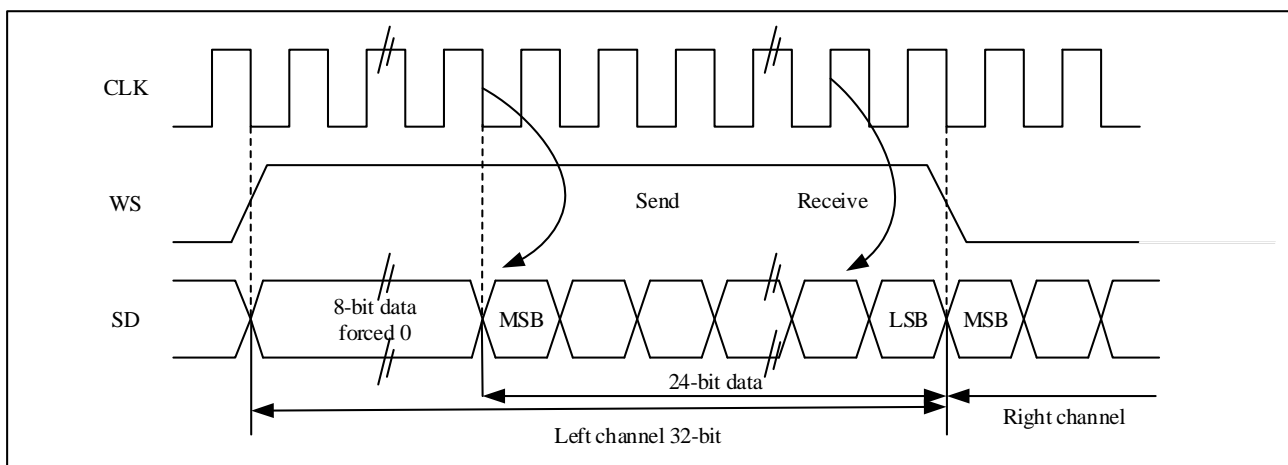 CLK
WS
Send
Receive
SD
8-bit data
forced 0
MSB
LSB
MSB
24-bit data
Left channel 32-bit
Right channel